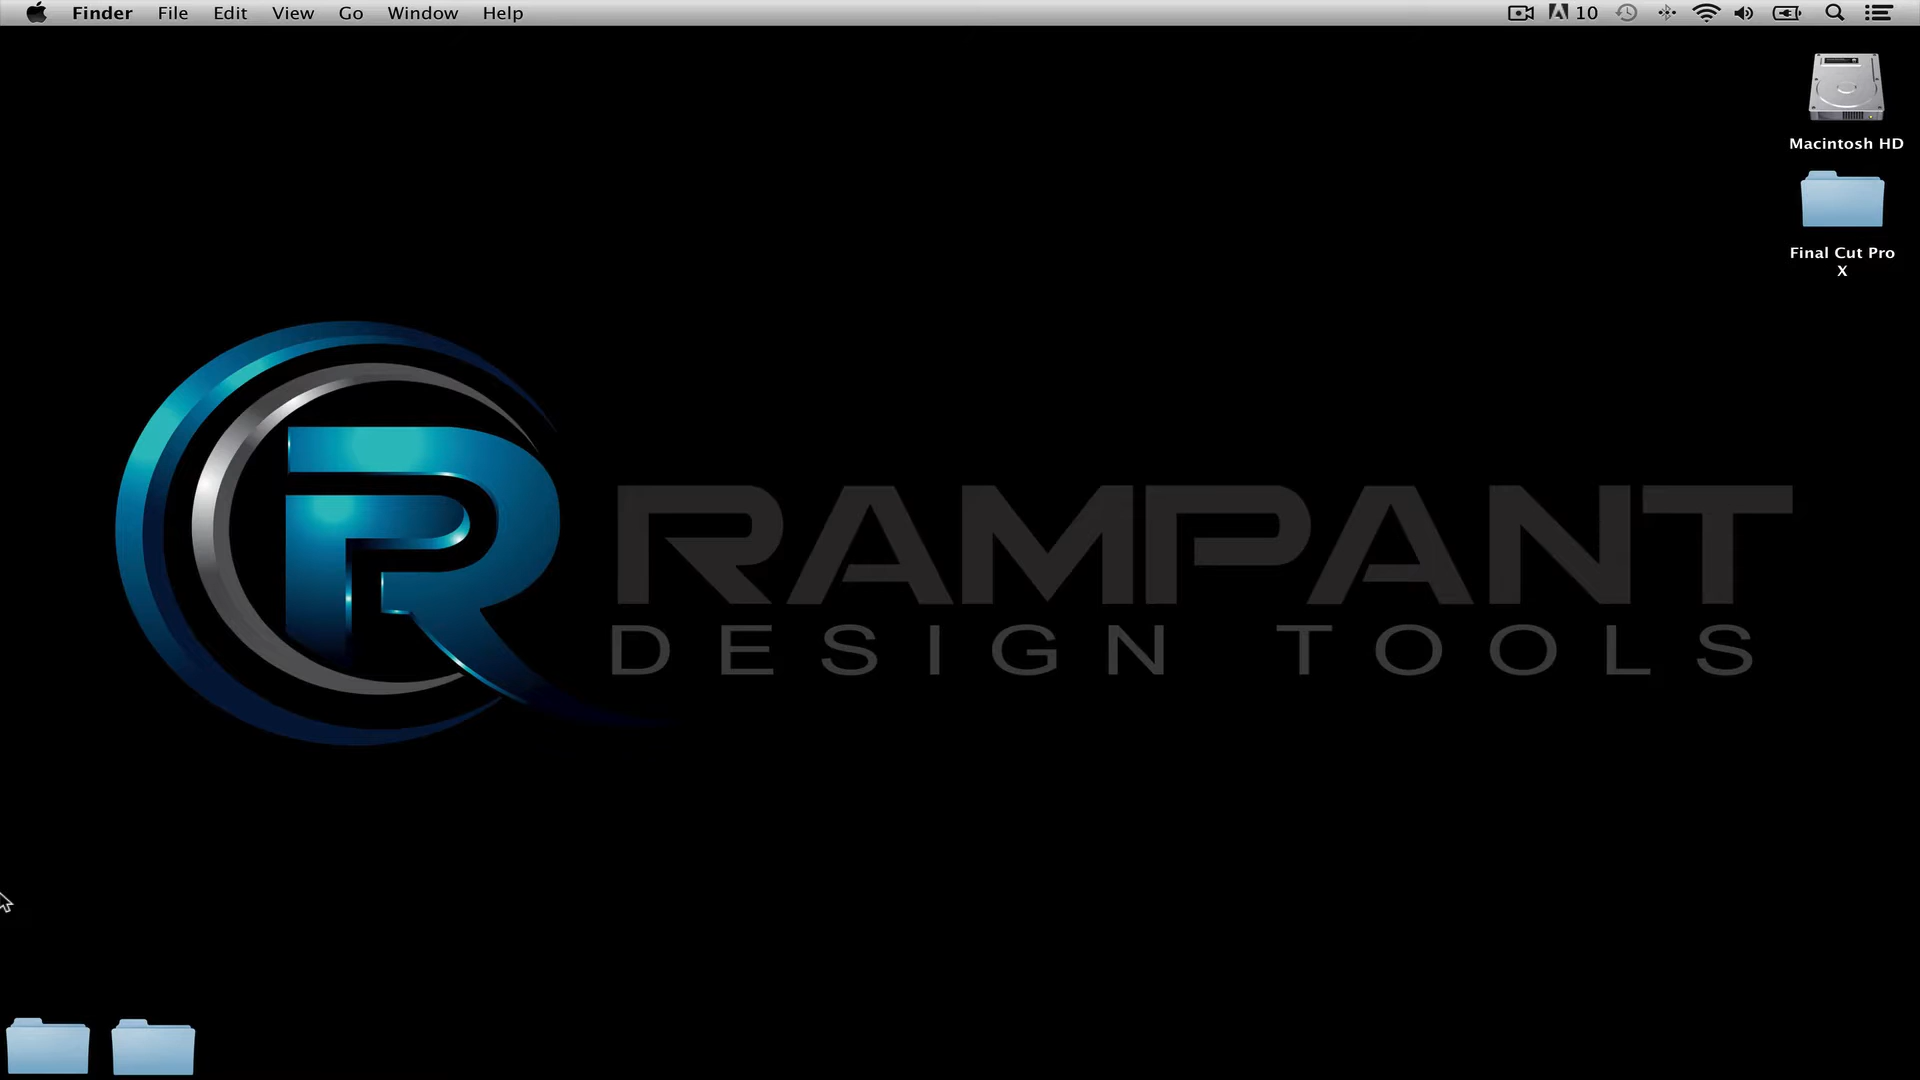 Finder File Edit View Go Window Help 10
Macintosh HD
Final Cut Pro
X
RAMPANT
DESIGN TOOLS